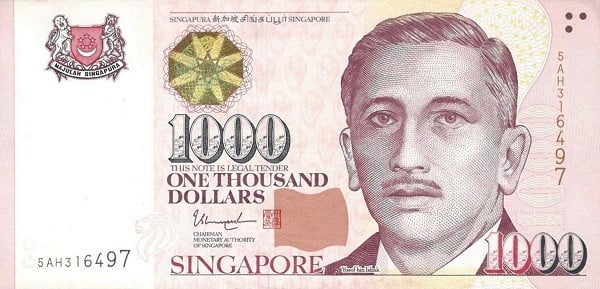 SINGAPURA 新加坡 சிங்கப்பூர் SINGAPORE
MAJULAH SINGAPURA
5AH316497
1000
THIS NOTE IS LEGAL TENDER
ONE THOUSAND
DOLLARS
CHAIRMAN
MONETARY AUTHORITY
OF SINGAPORE
5AH316497
SINGAPORE
Yusof bin Ishak
1000